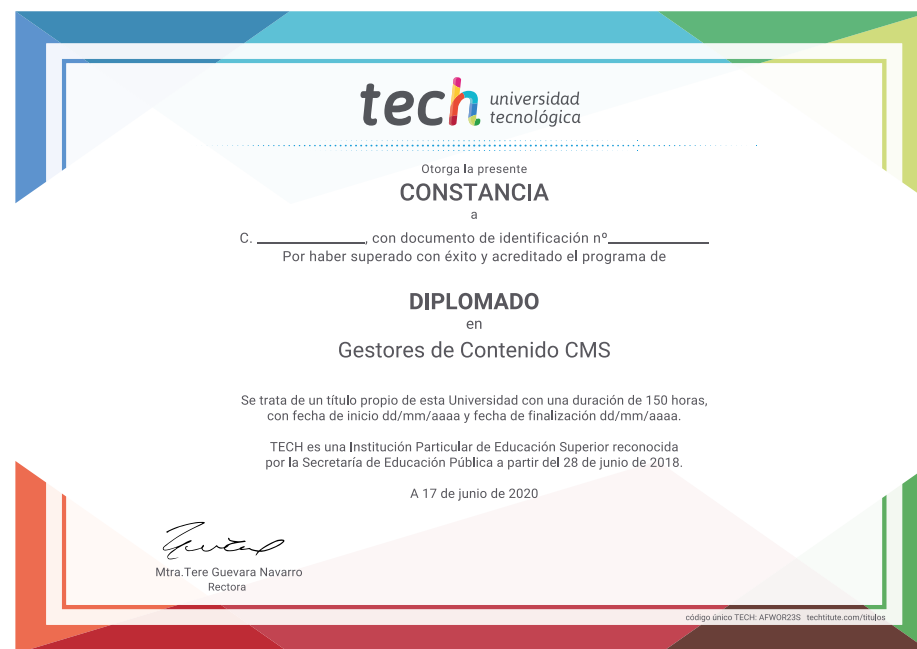 tech universidad
tecnológica
Otorga la presente
CONSTANCIA
a
C. ____________, con documento de identificación nº___________
Por haber superado con éxito y acreditado el programa de
DIPLOMADO
en
Gestores de Contenido CMS
Se trata de un título propio de esta Universidad con una duración de 150 horas,
con fecha de inicio dd/mm/aaaa y fecha de finalización dd/mm/aaaa.
TECH es una Institución Particular de Educación Superior reconocida
por la Secretaría de Educación Pública a partir del 28 de junio de 2018.
A 17 de junio de 2020
Mtra.Tere Guevara Navarro
Rectora
código único TECH: AFWOR23S techtitute.com/titulos